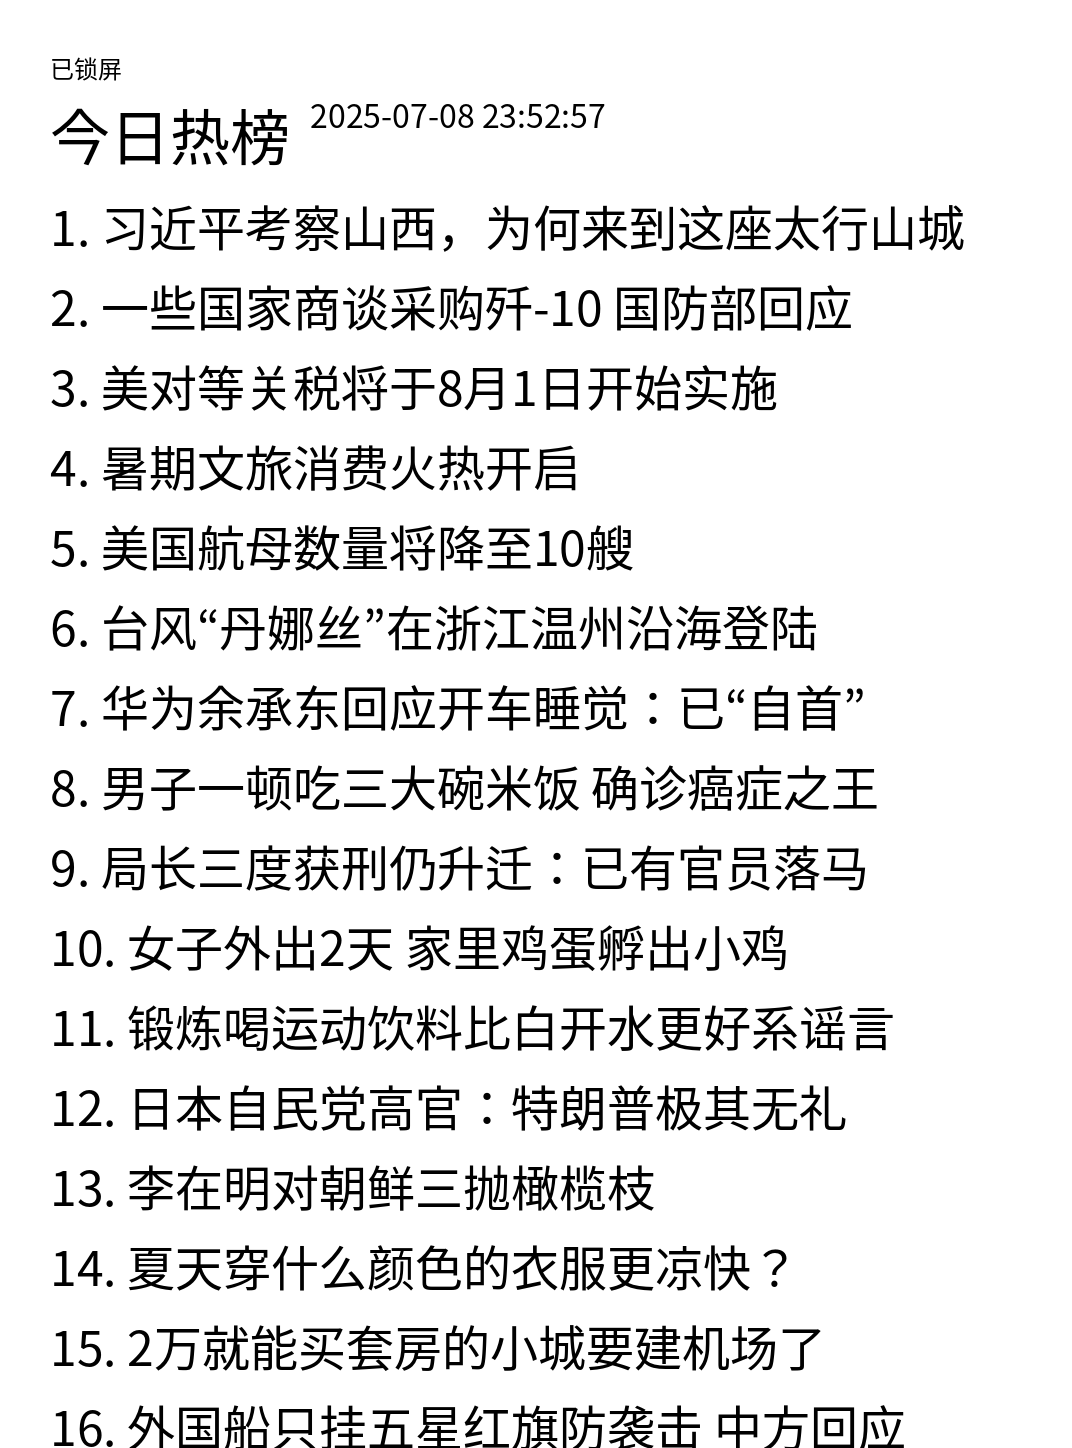 已锁屏
今日热榜 2025-07-08 23:52:57
1. 习近平考察山西，为何来到这座太行山城
2. 一些国家商谈采购歼-10 国防部回应
3. 美对等关税将于8月1日开始实施
4. 暑期文旅消费火热开启
5. 美国航母数量将降至10艘
6. 台风“丹娜丝”在浙江温州沿海登陆
7. 华为余承东回应开车睡觉：已“自首”
8. 男子一顿吃三大碗米饭 确诊癌症之王
9. 局长三度获刑仍升迁：已有官员落马
10. 女子外出2天 家里鸡蛋孵出小鸡
11. 锻炼喝运动饮料比白开水更好系谣言
12. 日本自民党高官：特朗普极其无礼
13. 李在明对朝鲜三抛橄榄枝
14. 夏天穿什么颜色的衣服更凉快？
15. 2万就能买套房的小城要建机场了
16. 外国船只挂五星红旗防袭击 中方回应